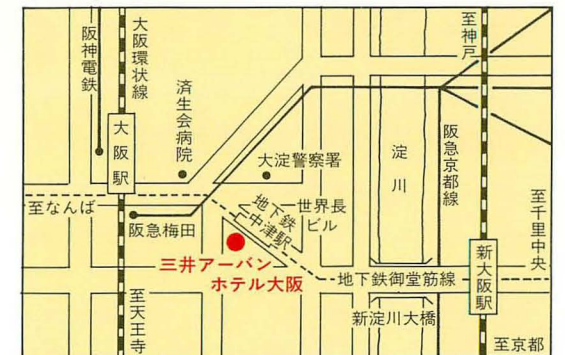 阪神電鉄
大阪環状線
大阪駅
済生会病院
大淀警察署
淀川
阪急京都線
至神戸
新大阪駅
至千里中央
至なんば
阪急梅田
地下鉄
中津駅
世界長
ビル
三井アーバン
ホテル大阪
地下鉄御堂筋線
新淀川大橋
至天王寺
至京都